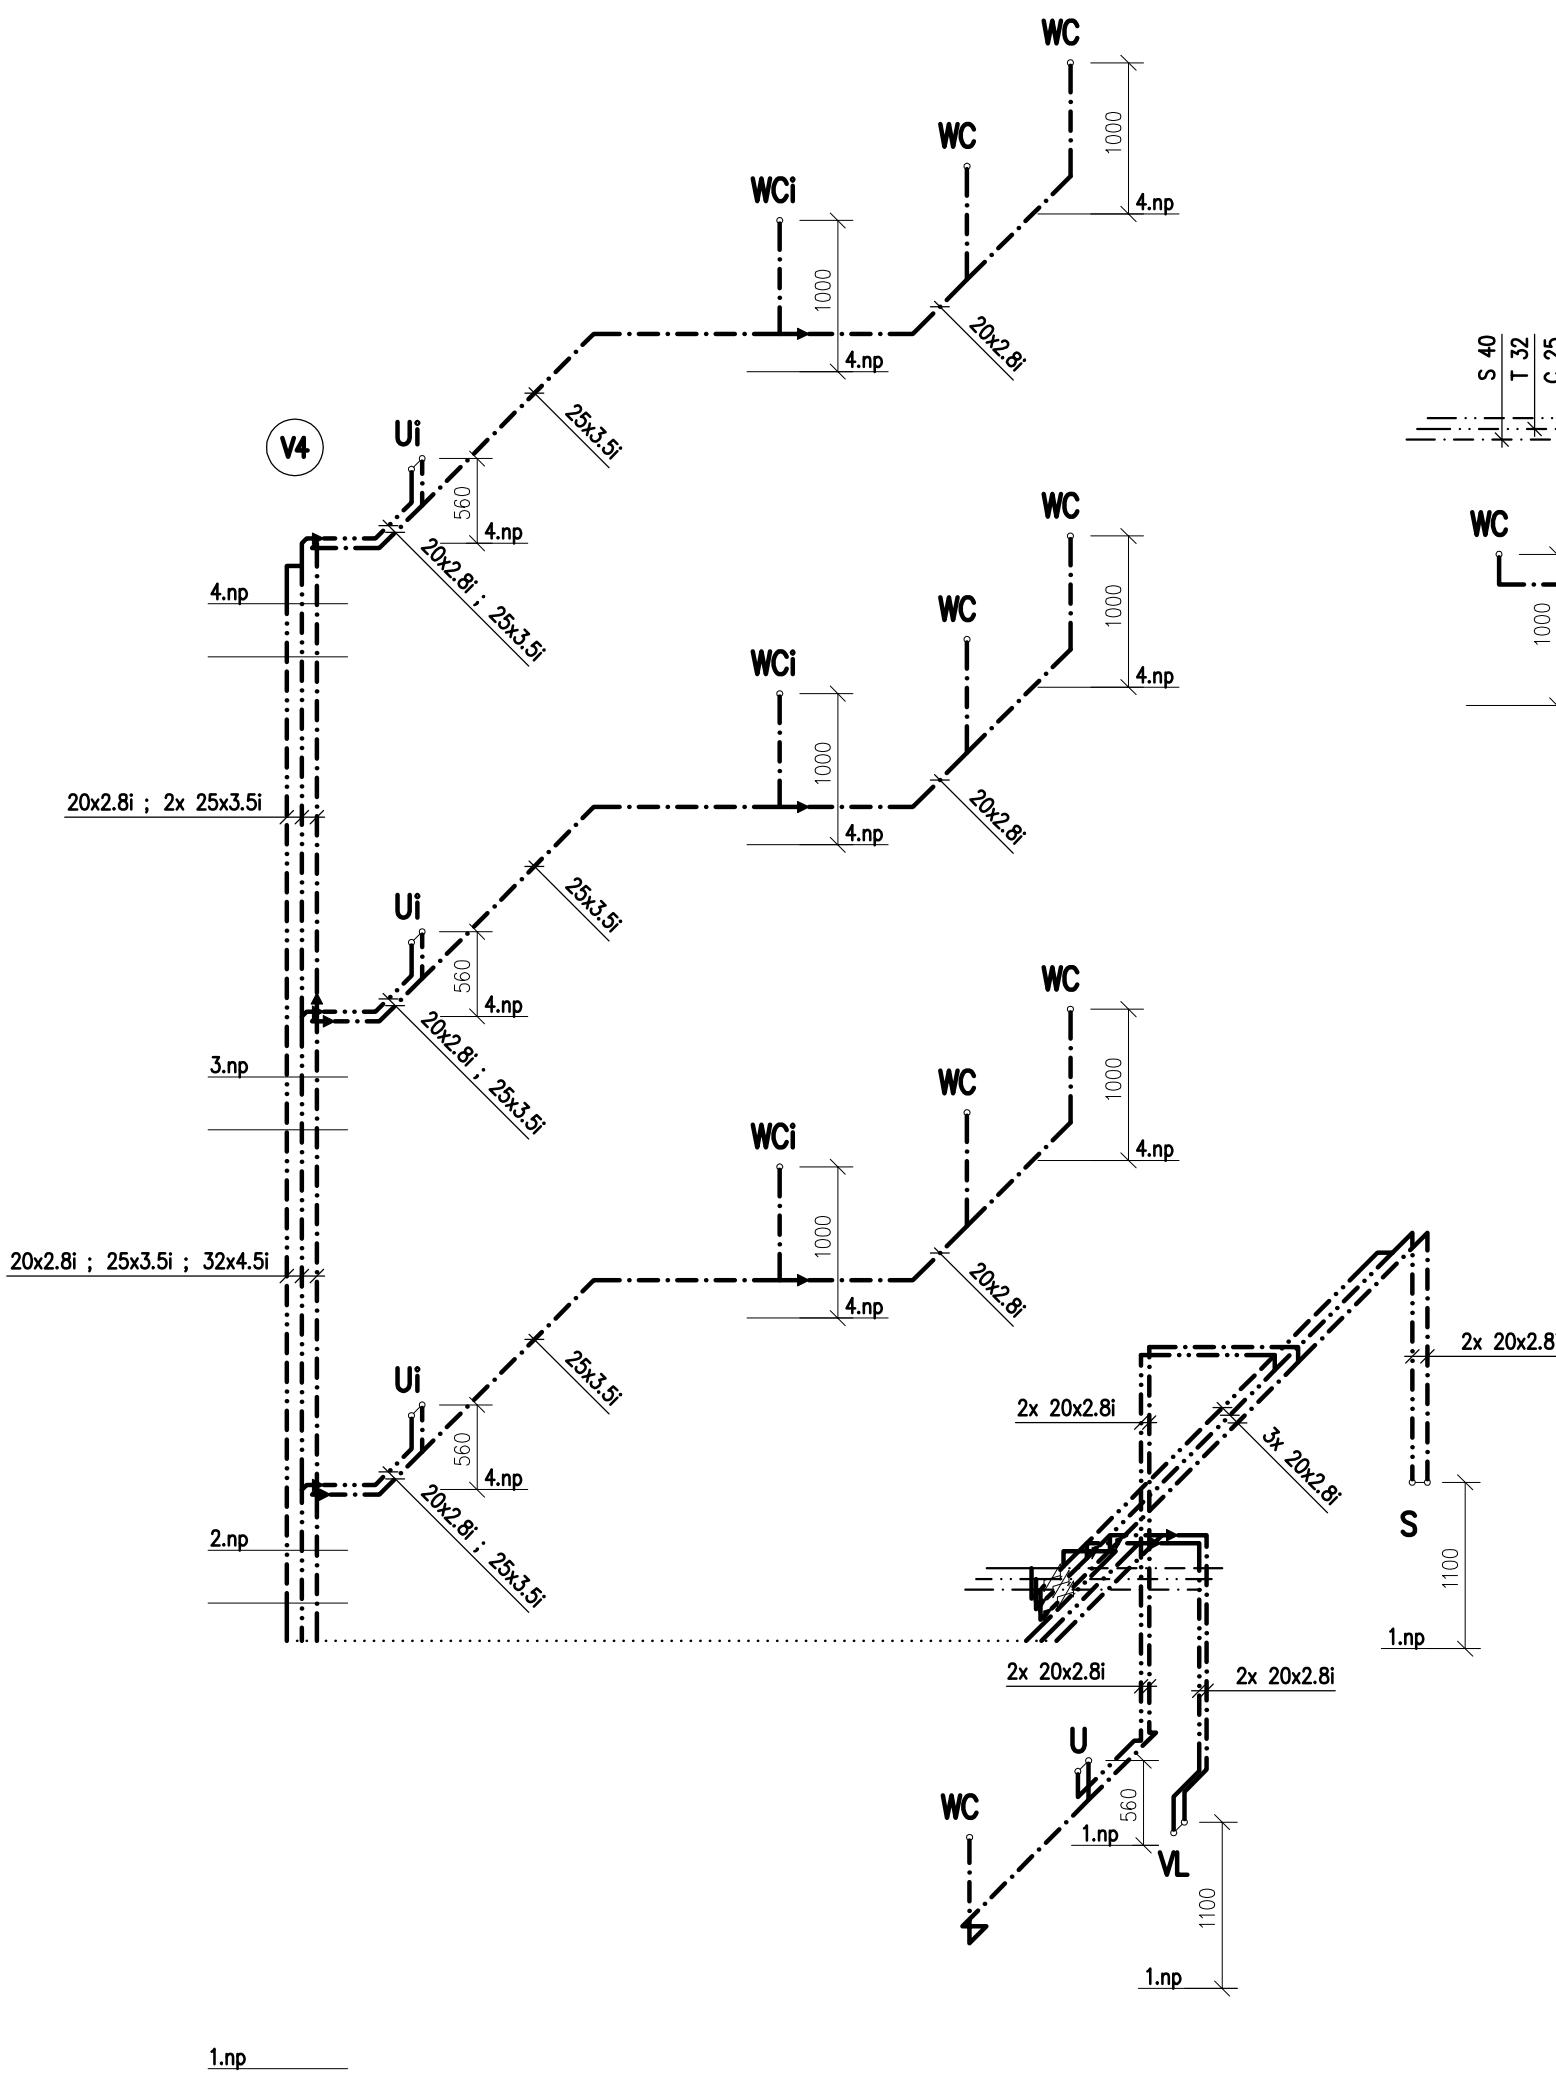 WC
1000
WC
4.np
WCi
1000
4.np
20x2.8i
25x3.5i
V4
Ui
560
4.np
20x2.8i ; 25x3.5i
4.np
S 40
T 32
C 25
WC
1000
WC
1000
WC
4.np
WCi
1000
4.np
20x2.8i
25x3.5i
20x2.8i ; 2x 25x3.5i
Ui
560
4.np
20x2.8i ; 25x3.5i
3.np
WC
1000
WC
4.np
WCi
1000
4.np
20x2.8i
25x3.5i
20x2.8i ; 25x3.5i ; 32x4.5i
Ui
560
4.np
20x2.8i ; 25x3.5i
2.np
2x 20x2.8i
2x 20x2.8i
3x 20x2.8i
S
1100
1.np
2x 20x2.8i
2x 20x2.8i
U
560
1.np
WC
VL
1100
1.np
1.np